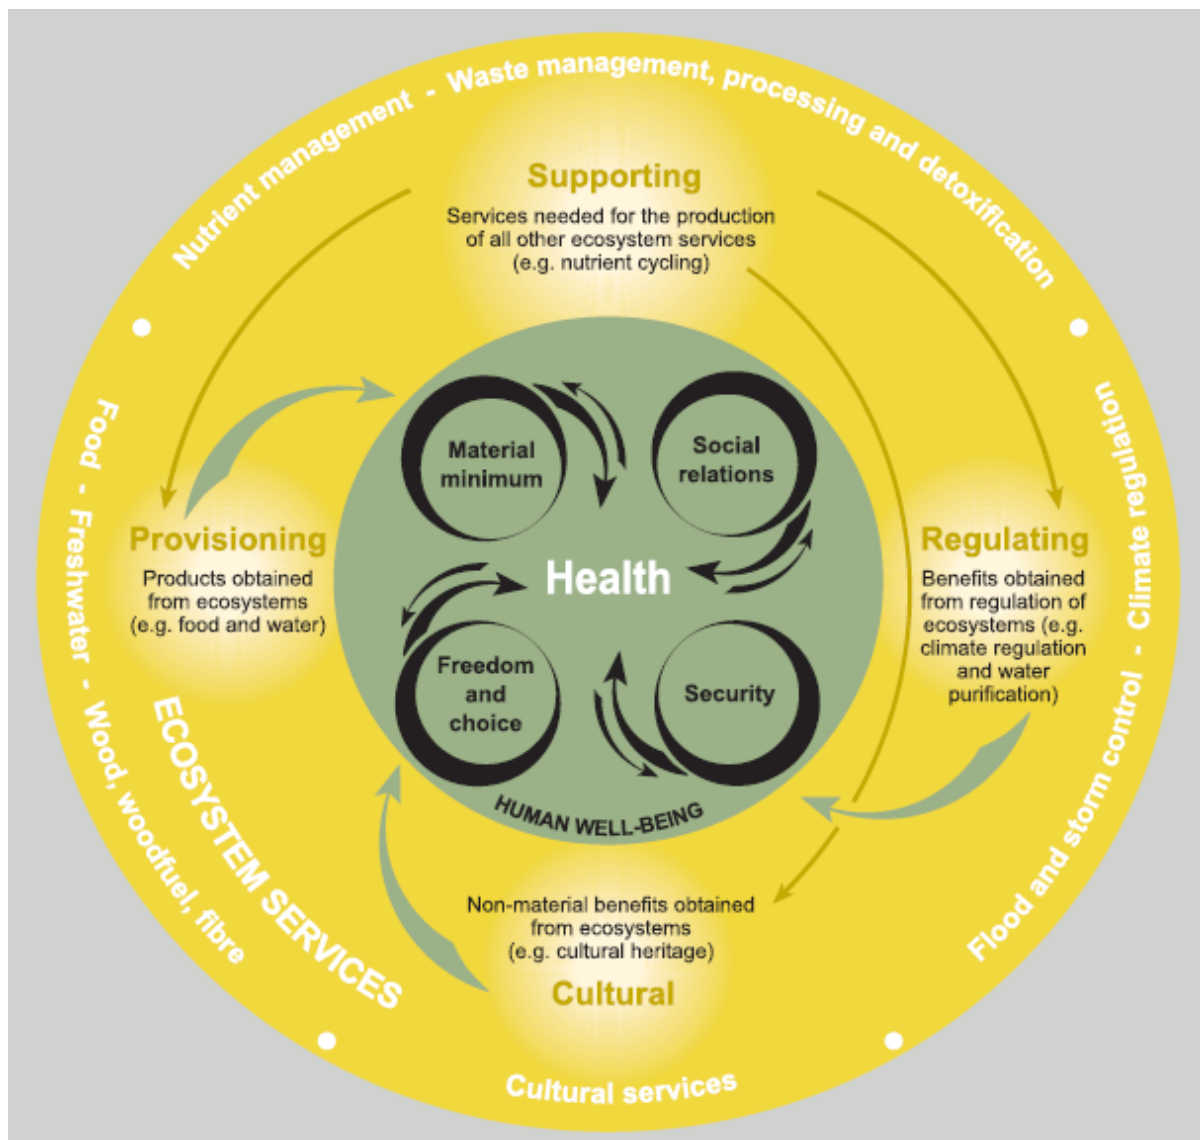 Nutrient management - Waste management, processing and detoxification
Supporting
Services needed for the production
of all other ecosystem services
(e.g. nutrient cycling)
Food - Freshwater - Wood, woodfuel, fibre
Provisioning
Products obtained
from ecosystems
(e.g. food and water)
ECOSYSTEM SERVICES
Material
minimum
Social
relations
Health
Freedom
and
choice
Security
HUMAN WELL-BEING
Regulating
Benefits obtained
from regulation of
ecosystems (e.g.
climate regulation
and water
purification)
Flood and storm control - Climate regulation
Non-material benefits obtained
from ecosystems
(e.g. cultural heritage)
Cultural
Cultural services